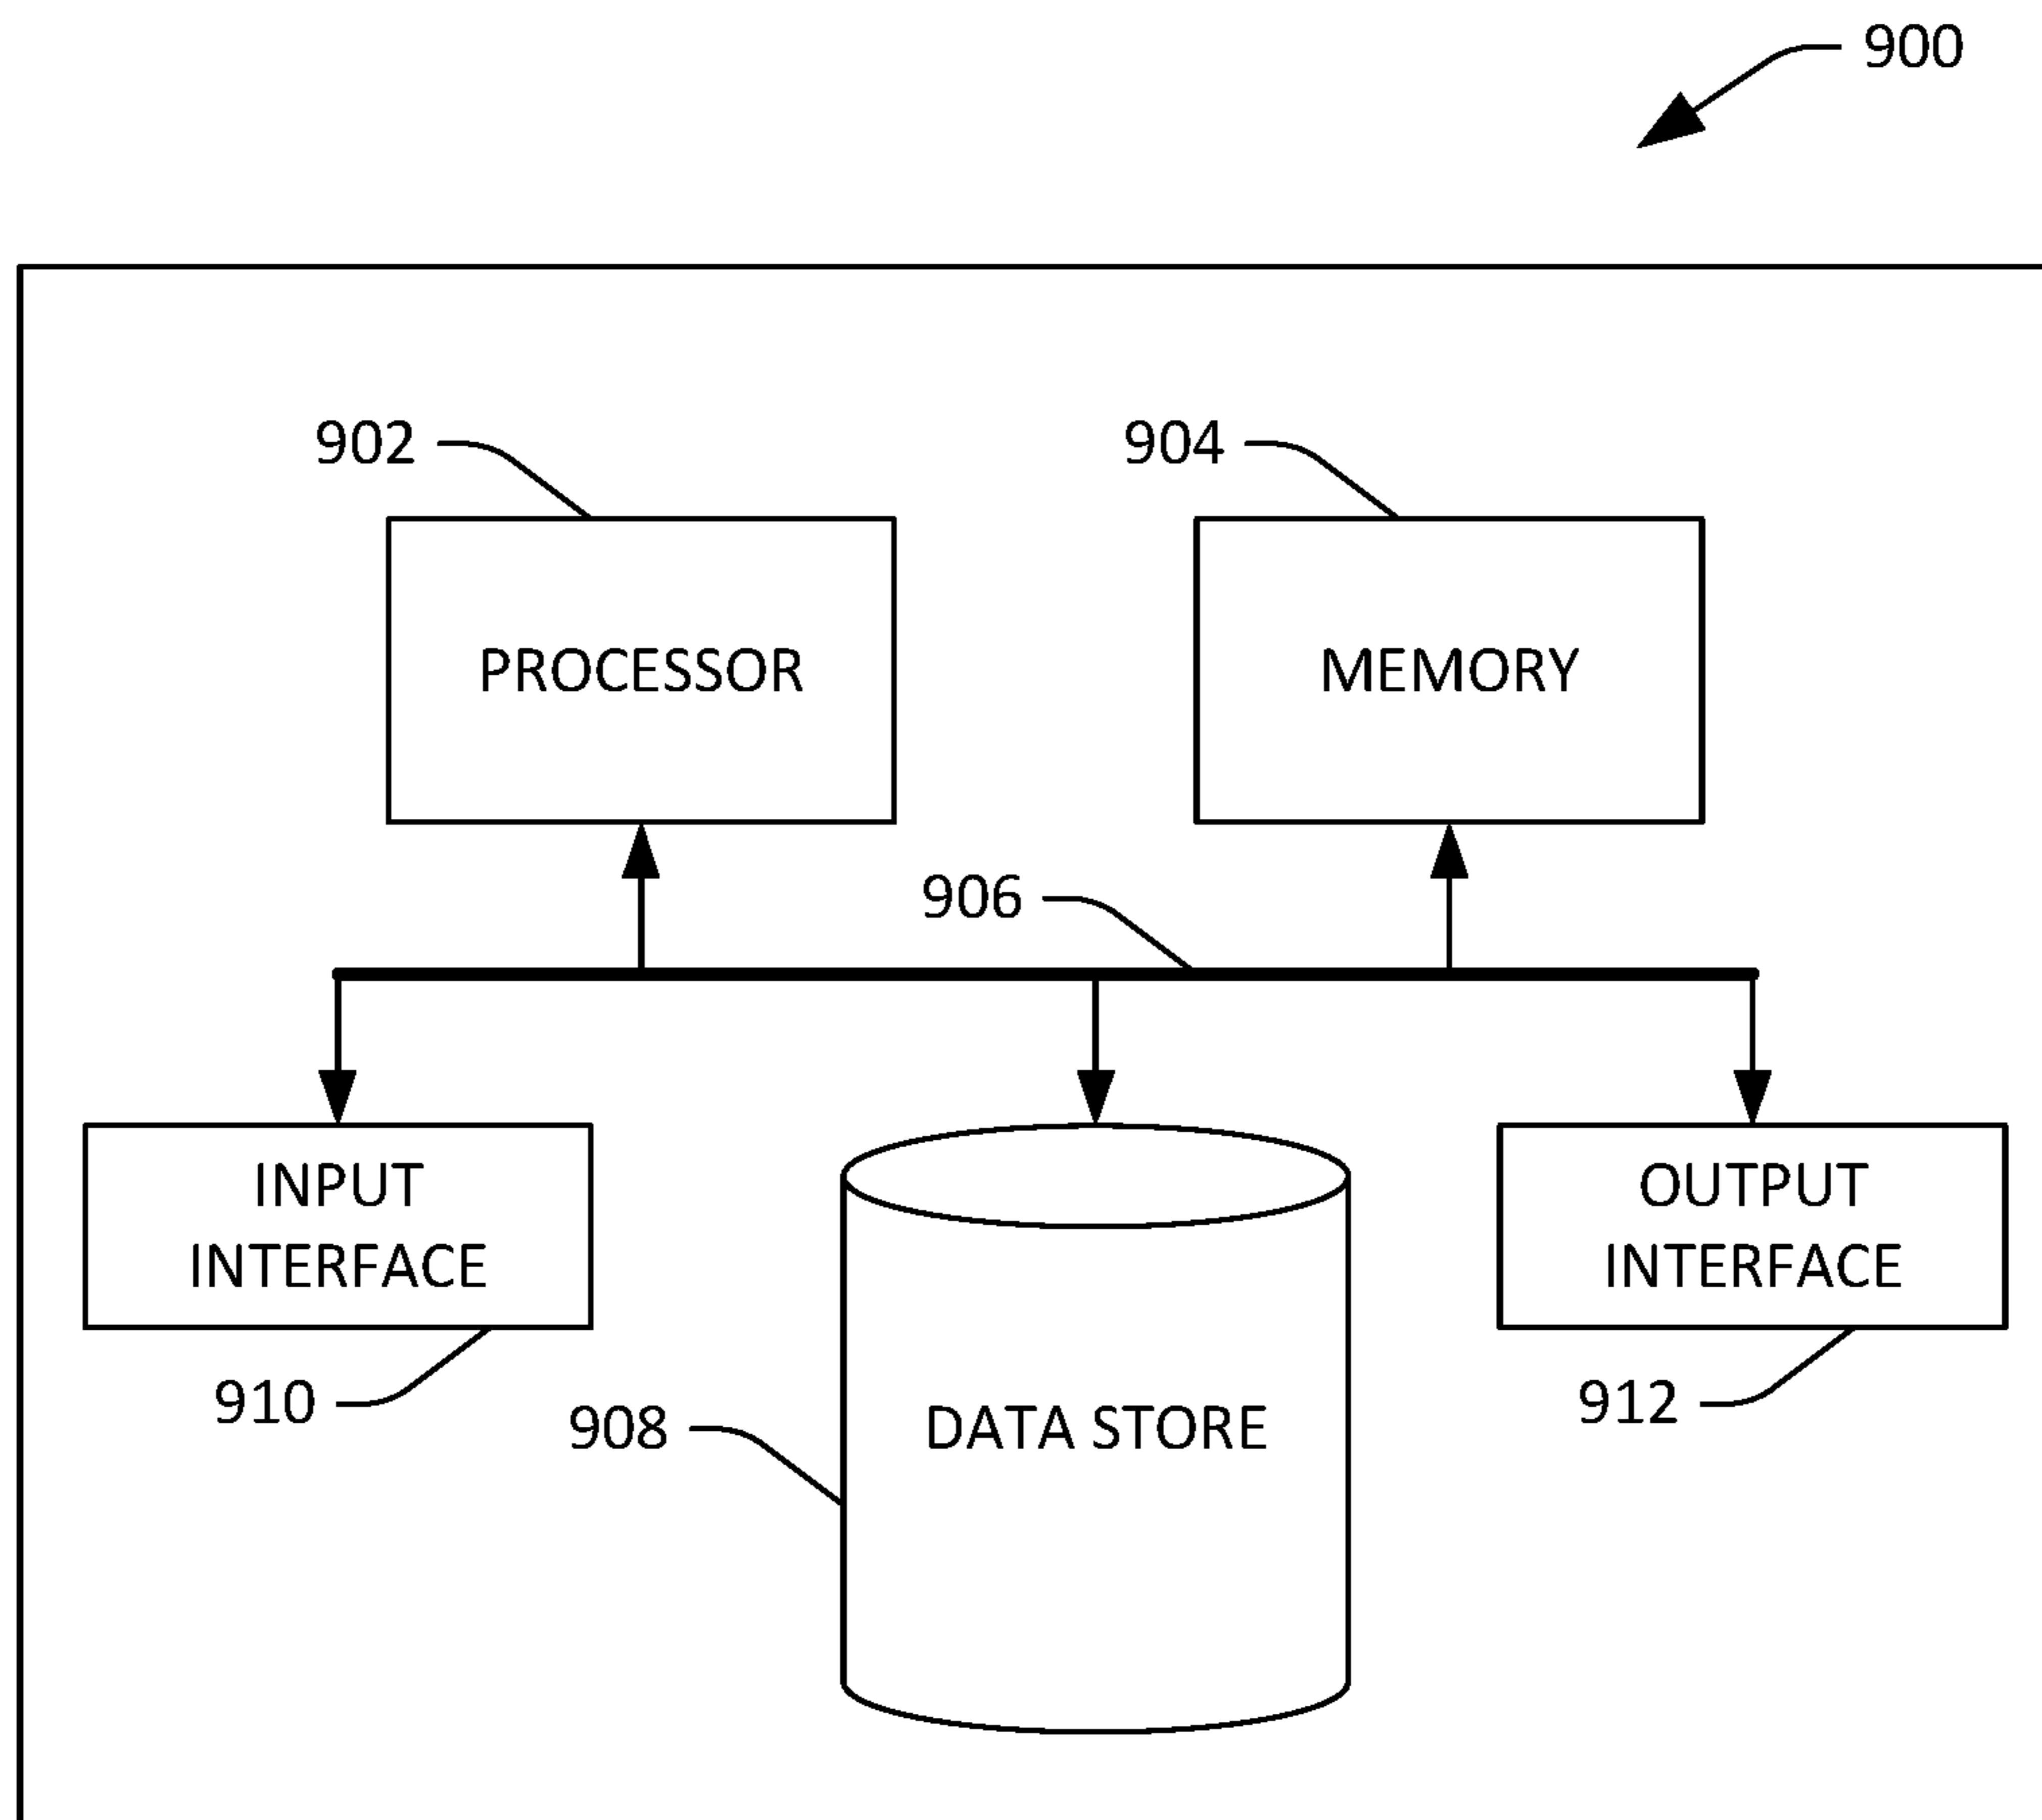 900
902
904
PROCESSOR
MEMORY
906
INPUT
INTERFACE
OUTPUT
INTERFACE
910
908
DATA STORE
912